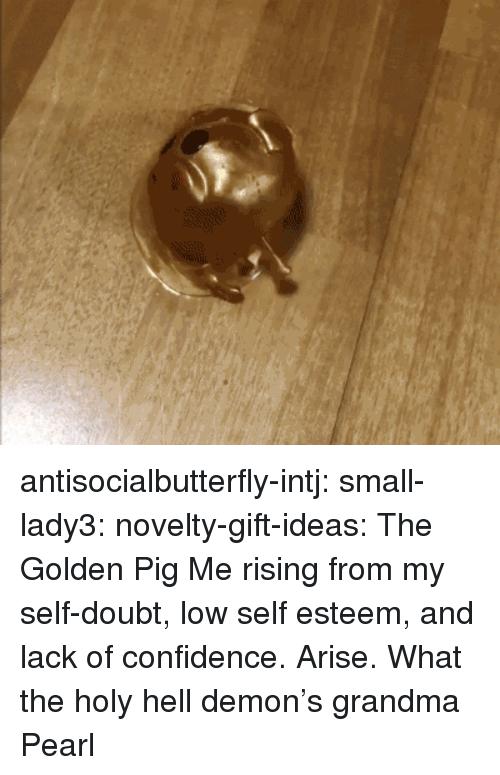 antisocialbutterfly-intj: small-
lady3: novelty-gift-ideas: The
Golden Pig Me rising from my
self-doubt, low self esteem, and
lack of confidence. Arise. What
the holy hell demon’s grandma
Pearl